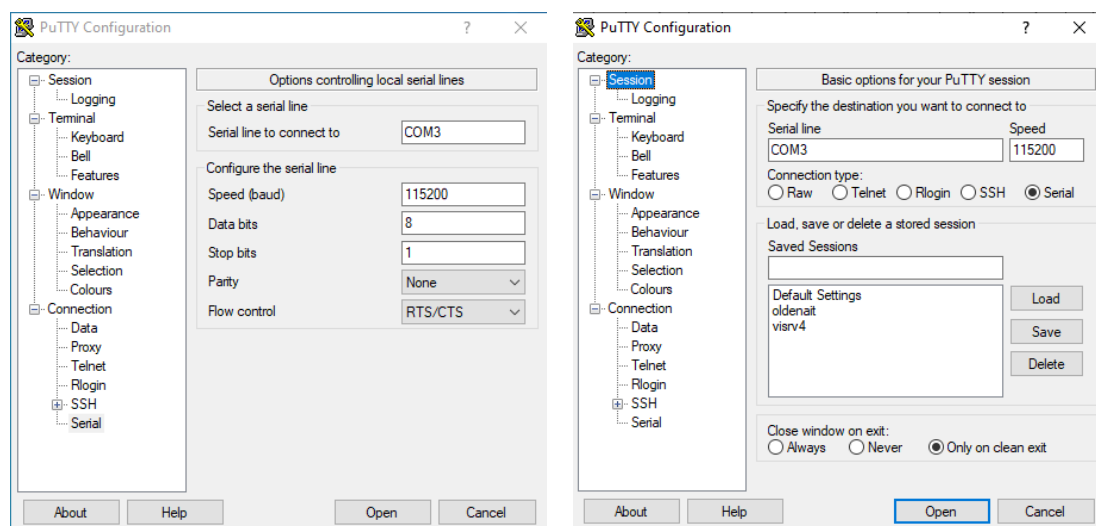 PuTTY Configuration
Category:
Session
Logging
Terminal
Keyboard
Bell
Features
Window
Appearance
Behaviour
Translation
Selection
Colours
Connection
Data
Proxy
Telnet
Rlogin
SSH
Serial
Options controlling local serial lines
Select a serial line
Serial line to connect to COM3
Configure the serial line
Speed (baud) 115200
Data bits 8
Stop bits 1
Parity None
Flow control RTS/CTS
About Help Open Cancel
PuTTY Configuration ? ×
Category:
Session
Logging
Terminal
Keyboard
Bell
Features
Window
Appearance
Behaviour
Translation
Selection
Colours
Connection
Data
Proxy
Telnet
Rlogin
SSH
Serial
Basic options for your PuTTY session
Specify the destination you want to connect to
Serial line Speed
COM3 115200
Connection type:
Raw Telnet Rlogin SSH Serial
Load, save or delete a stored session
Saved Sessions
Default Settings
oldenait
visrv4
Load
Save
Delete
Close window on exit:
Always Never Only on clean exit
About Help Open Cancel